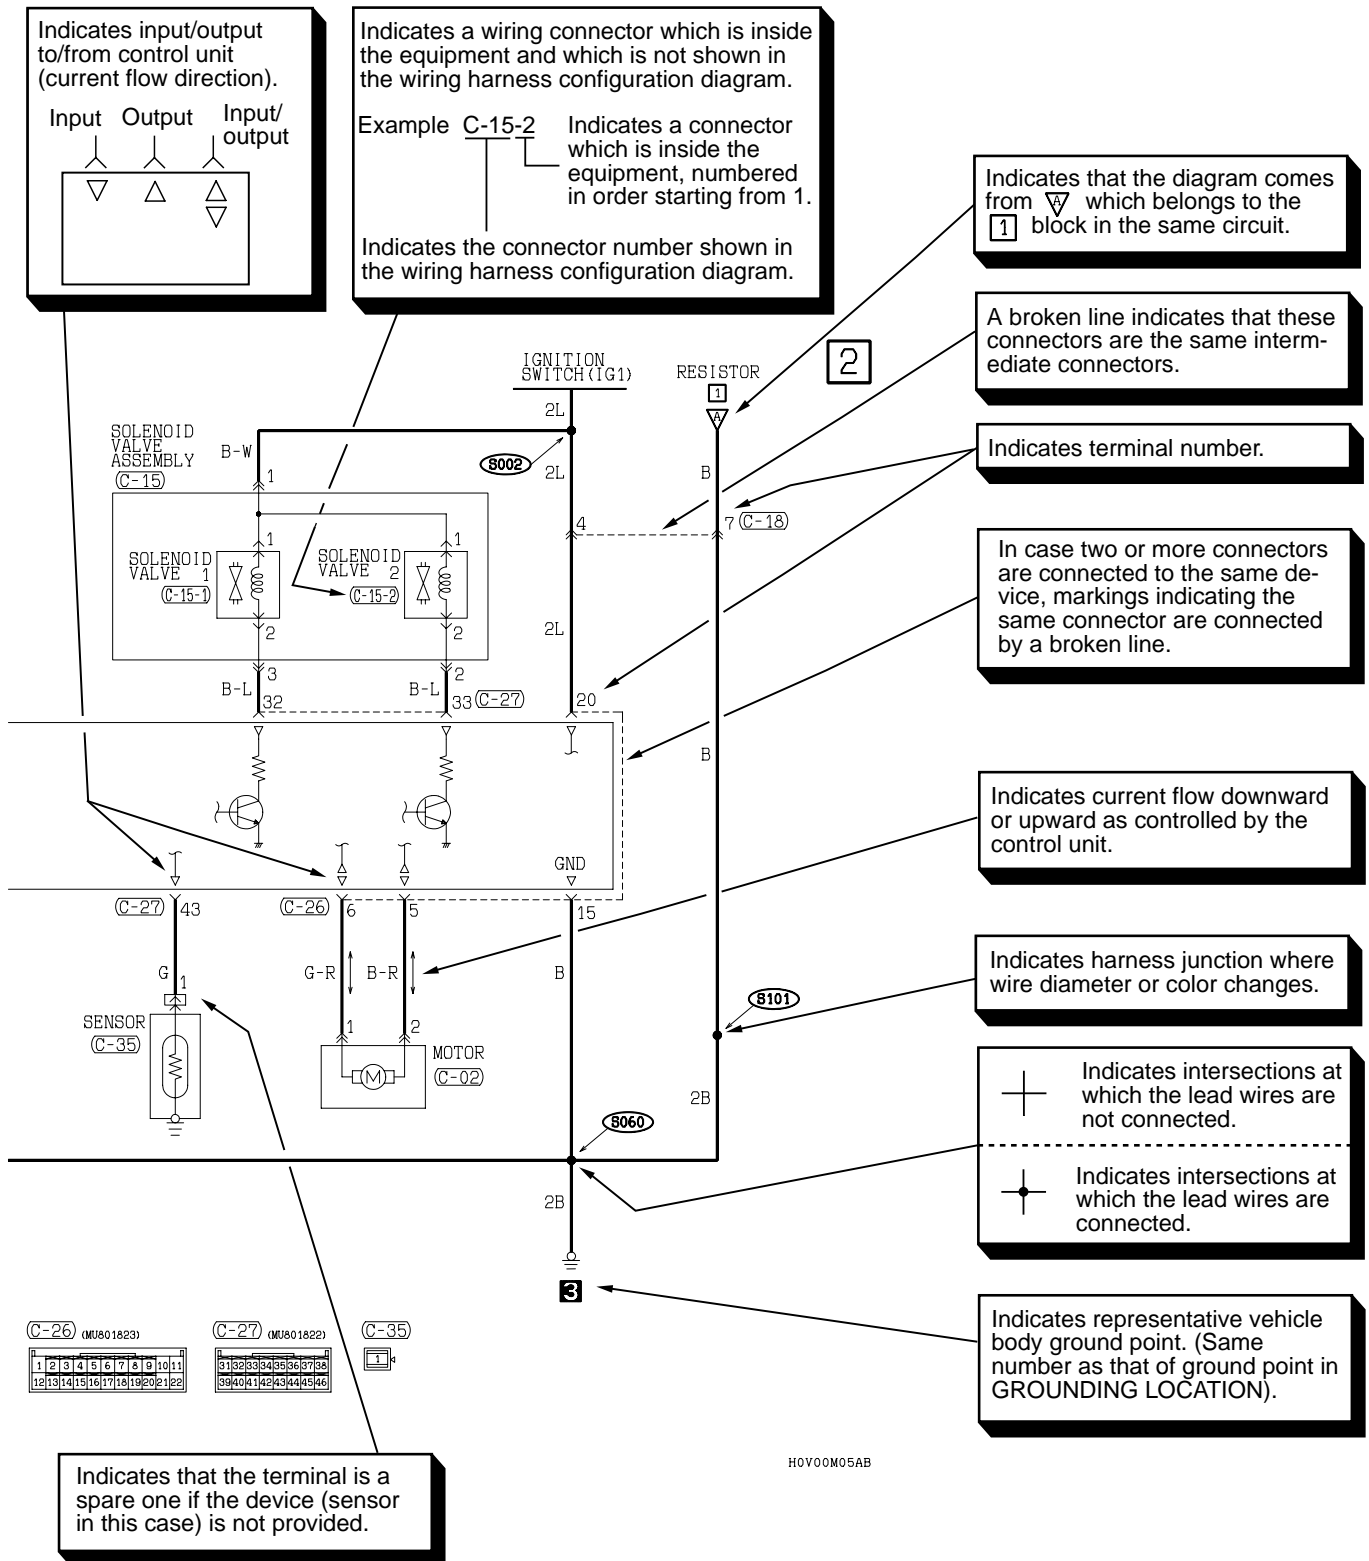 Indicates input/output
to/from control unit
(current flow direction).
Input Output Input/
output
Indicates a wiring connector which is inside
the equipment and which is not shown in
the wiring harness configuration diagram.
Example C-15-2 Indicates a connector
which is inside the
equipment, numbered
in order starting from 1.
Indicates the connector number shown in
the wiring harness configuration diagram.
Indicates that the diagram comes
from A which belongs to the
1 block in the same circuit.
A broken line indicates that these
connectors are the same interm-
ediate connectors.
Indicates terminal number.
In case two or more connectors
are connected to the same de-
vice, markings indicating the
same connector are connected
by a broken line.
Indicates current flow downward
or upward as controlled by the
control unit.
Indicates harness junction where
wire diameter or color changes.
Indicates intersections at
which the lead wires are
not connected.
Indicates intersections at
which the lead wires are
connected.
Indicates representative vehicle
body ground point. (Same
number as that of ground point in
GROUNDING LOCATION).
Indicates that the terminal is a
spare one if the device (sensor
in this case) is not provided.
IGNITION
SWITCH(IG1)
RESISTOR
1
A
2
2L
SOLENOID
VALVE
ASSEMBLY
(C-15)
B-W
1
S002
2L
B
4
7 (C-18)
1
1
SOLENOID
VALVE 1
(C-15-1)
SOLENOID
VALVE 2
(C-15-2)
2
2
2L
3
2
B-L
B-L
32
33 (C-27)
20
B
GND
(C-27) 43
(C-26) 6
5
15
G
G-R
B-R
B
1
S101
SENSOR
(C-35)
1
2
MOTOR
(C-02)
M
2B
S060
2B
3
(C-26) (MU801823)
1 2 3 4 5 6 7 8 9 10 11
12 13 14 15 16 17 18 19 20 21 22
(C-27) (MU801822)
31 32 33 34 35 36 37 38
39 40 41 42 43 44 45 46
(C-35)
1
H0V00M05AB